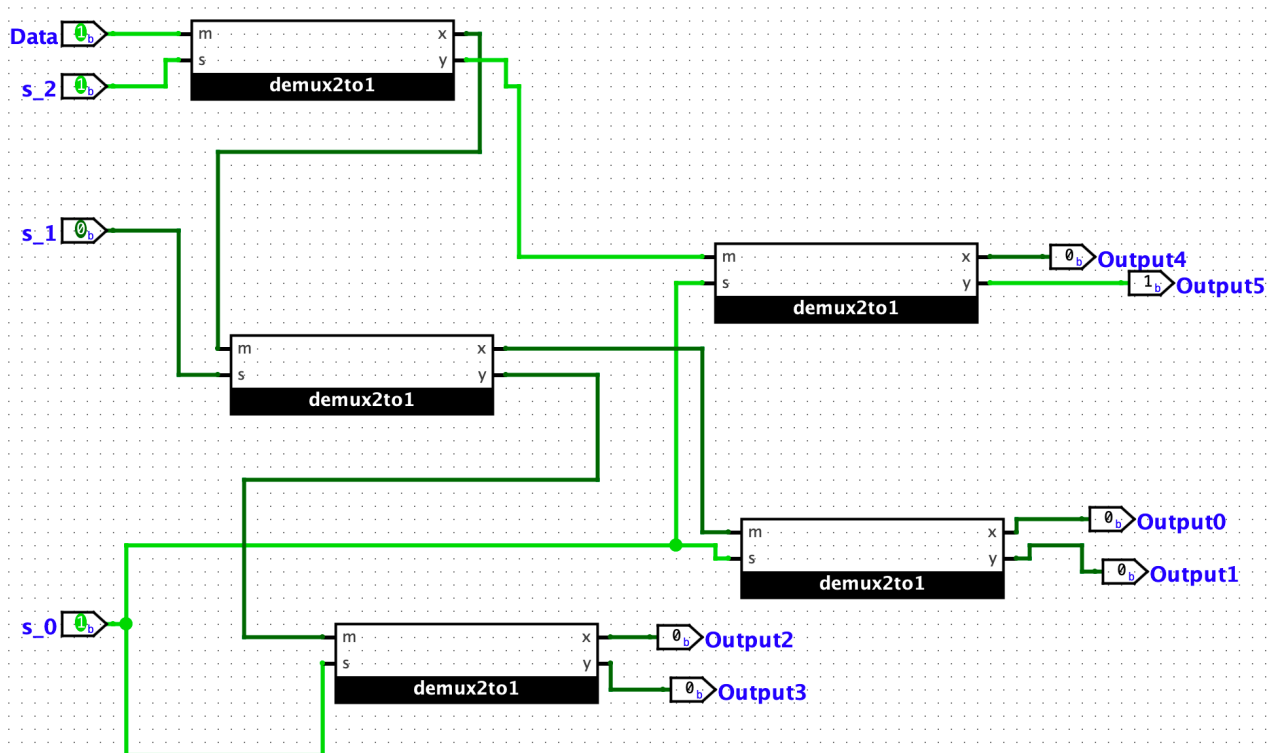 Data 1b m x
s_2 1b s y
demux2to1
s_1 0b
m x 0b Output4
s y 1b Output5
demux2to1
m x
s y
demux2to1
m x 0b Output0
s y 0b Output1
demux2to1
s_0 1b
m x 0b Output2
s y 0b Output3
demux2to1